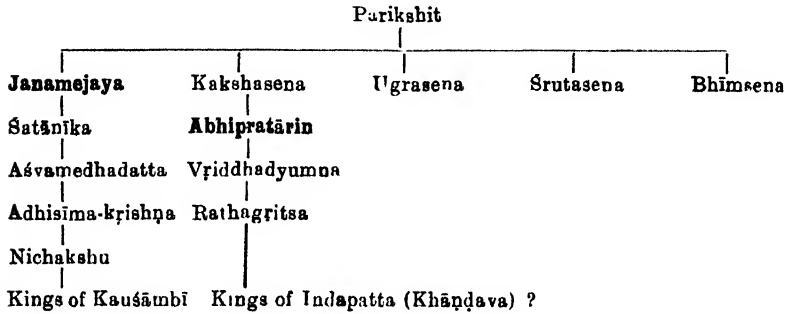 Parikshit
Janamejaya Kakshasena Ugrasena Śrutasena Bhīmsena
Śatānīka Abhipratārin
Aśvamedhadatta Vṛiddhadyumna
Adhisīma-kṛishṇa Rathagṛitsa
Nichakshu
Kings of Kauśāmbī Kings of Indapatta (Khāṇḍava) ?